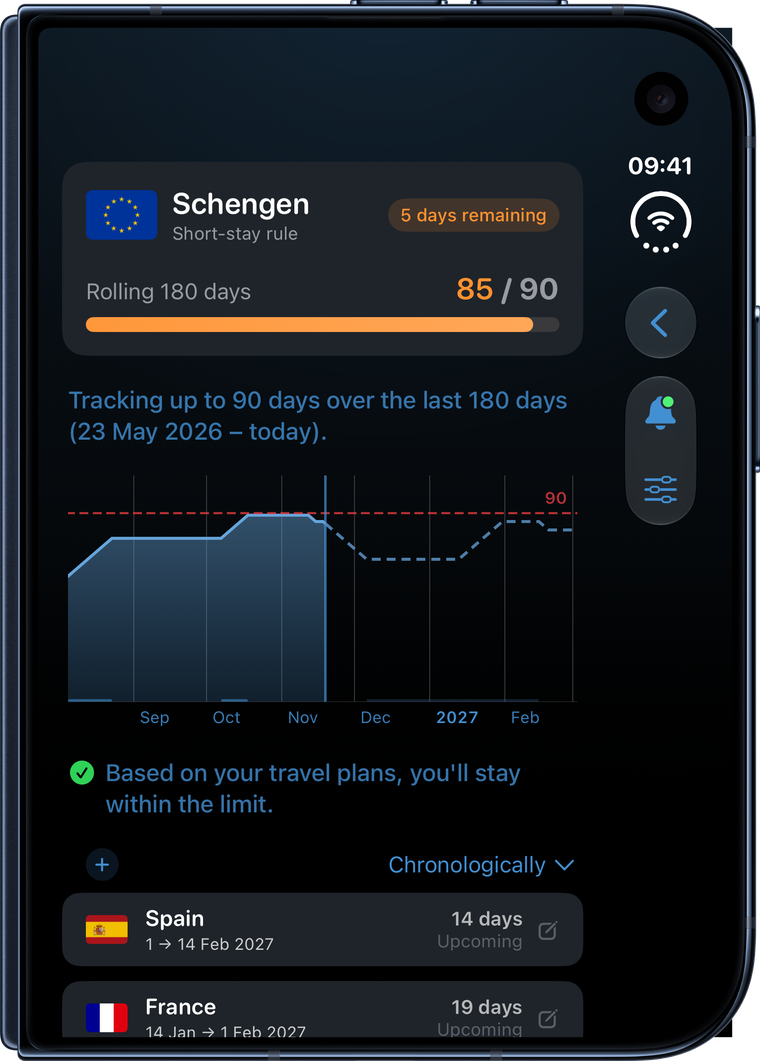 09:41
Schengen
Short-stay rule
5 days remaining
Rolling 180 days
85 / 90
Tracking up to 90 days over the last 180 days
(23 May 2026 – today).
90
Sep Oct Nov Dec 2027 Feb
Based on your travel plans, you'll stay
within the limit.
+
Chronologically
Spain
14 days
1 → 14 Feb 2027
Upcoming
France
19 days
14 Jan → 1 Feb 2027
Upcoming